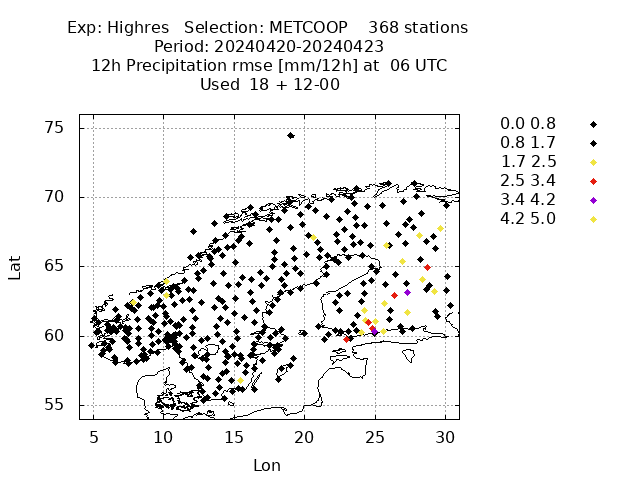 Exp: Highres   Selection: METCOOP    368 stations
Period: 20240420-20240423
12h Precipitation rmse [mm/12h] at  06 UTC
Used  18 + 12-00
0.0 0.8
0.8 1.7
1.7 2.5
2.5 3.4
3.4 4.2
4.2 5.0
75
70
65
60
55
Lat
5 10 15 20 25 30
Lon